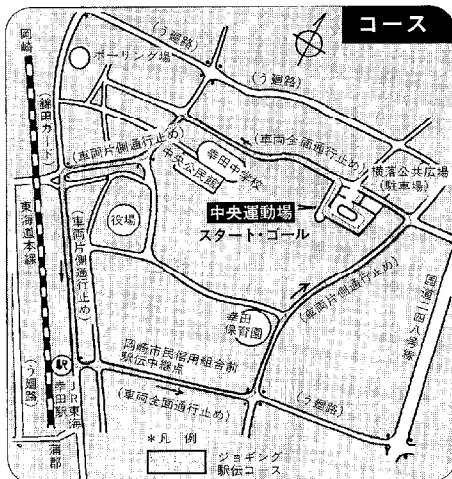 コース
岡崎
(う廻路)
ボーリング場
(う廻路)
(鎗田ガード)
(車両片側通行止め)
(車両全面通行止め)
中央公民館
幸田中学校
横落公共広場
(駐車場)
東海道本線
役場
中央運動場
スタート・ゴール
(車両片側通行止め)
(車両片側通行止め)
国道二四八号線
幸田
保育園
岡崎市民信用組合前
駅伝中継点
(う廻路)
駅
JR東海
幸田駅
(車両全面通行止め)
(う廻路)
蒲郡
*凡例
ジョギング
駅伝コース